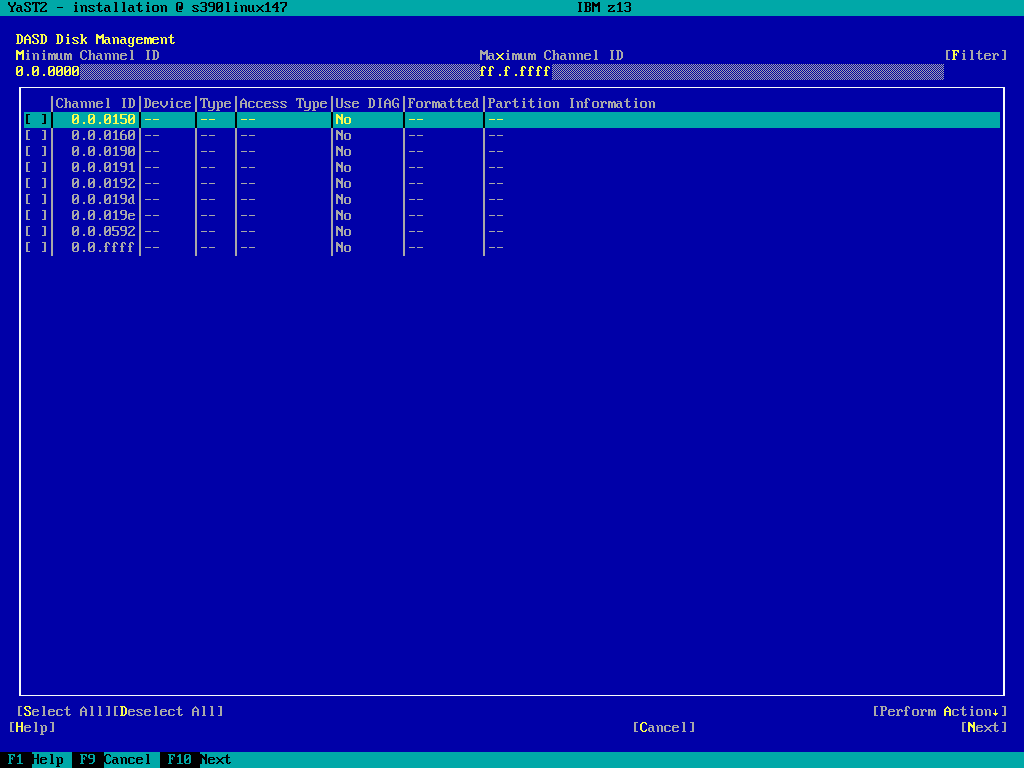 YaST2 - installation @ s390linux147 IBM z13
DASD Disk Management
Minimum Channel ID Maximum Channel ID [Filter]
0.0.0000 ff.f.ffff
|Channel ID|Device|Type|Access Type|Use DIAG|Formatted|Partition Information
[ ]| 0.0.0150|-- |-- |-- |No |-- |--
[ ]| 0.0.0160|-- |-- |-- |No |-- |--
[ ]| 0.0.0190|-- |-- |-- |No |-- |--
[ ]| 0.0.0191|-- |-- |-- |No |-- |--
[ ]| 0.0.0192|-- |-- |-- |No |-- |--
[ ]| 0.0.019d|-- |-- |-- |No |-- |--
[ ]| 0.0.019e|-- |-- |-- |No |-- |--
[ ]| 0.0.0592|-- |-- |-- |No |-- |--
[ ]| 0.0.ffff|-- |-- |-- |No |-- |--
[Select All][Deselect All] [Perform Action↓]
[Help] [Cancel] [Next]
F1 Help F9 Cancel F10 Next